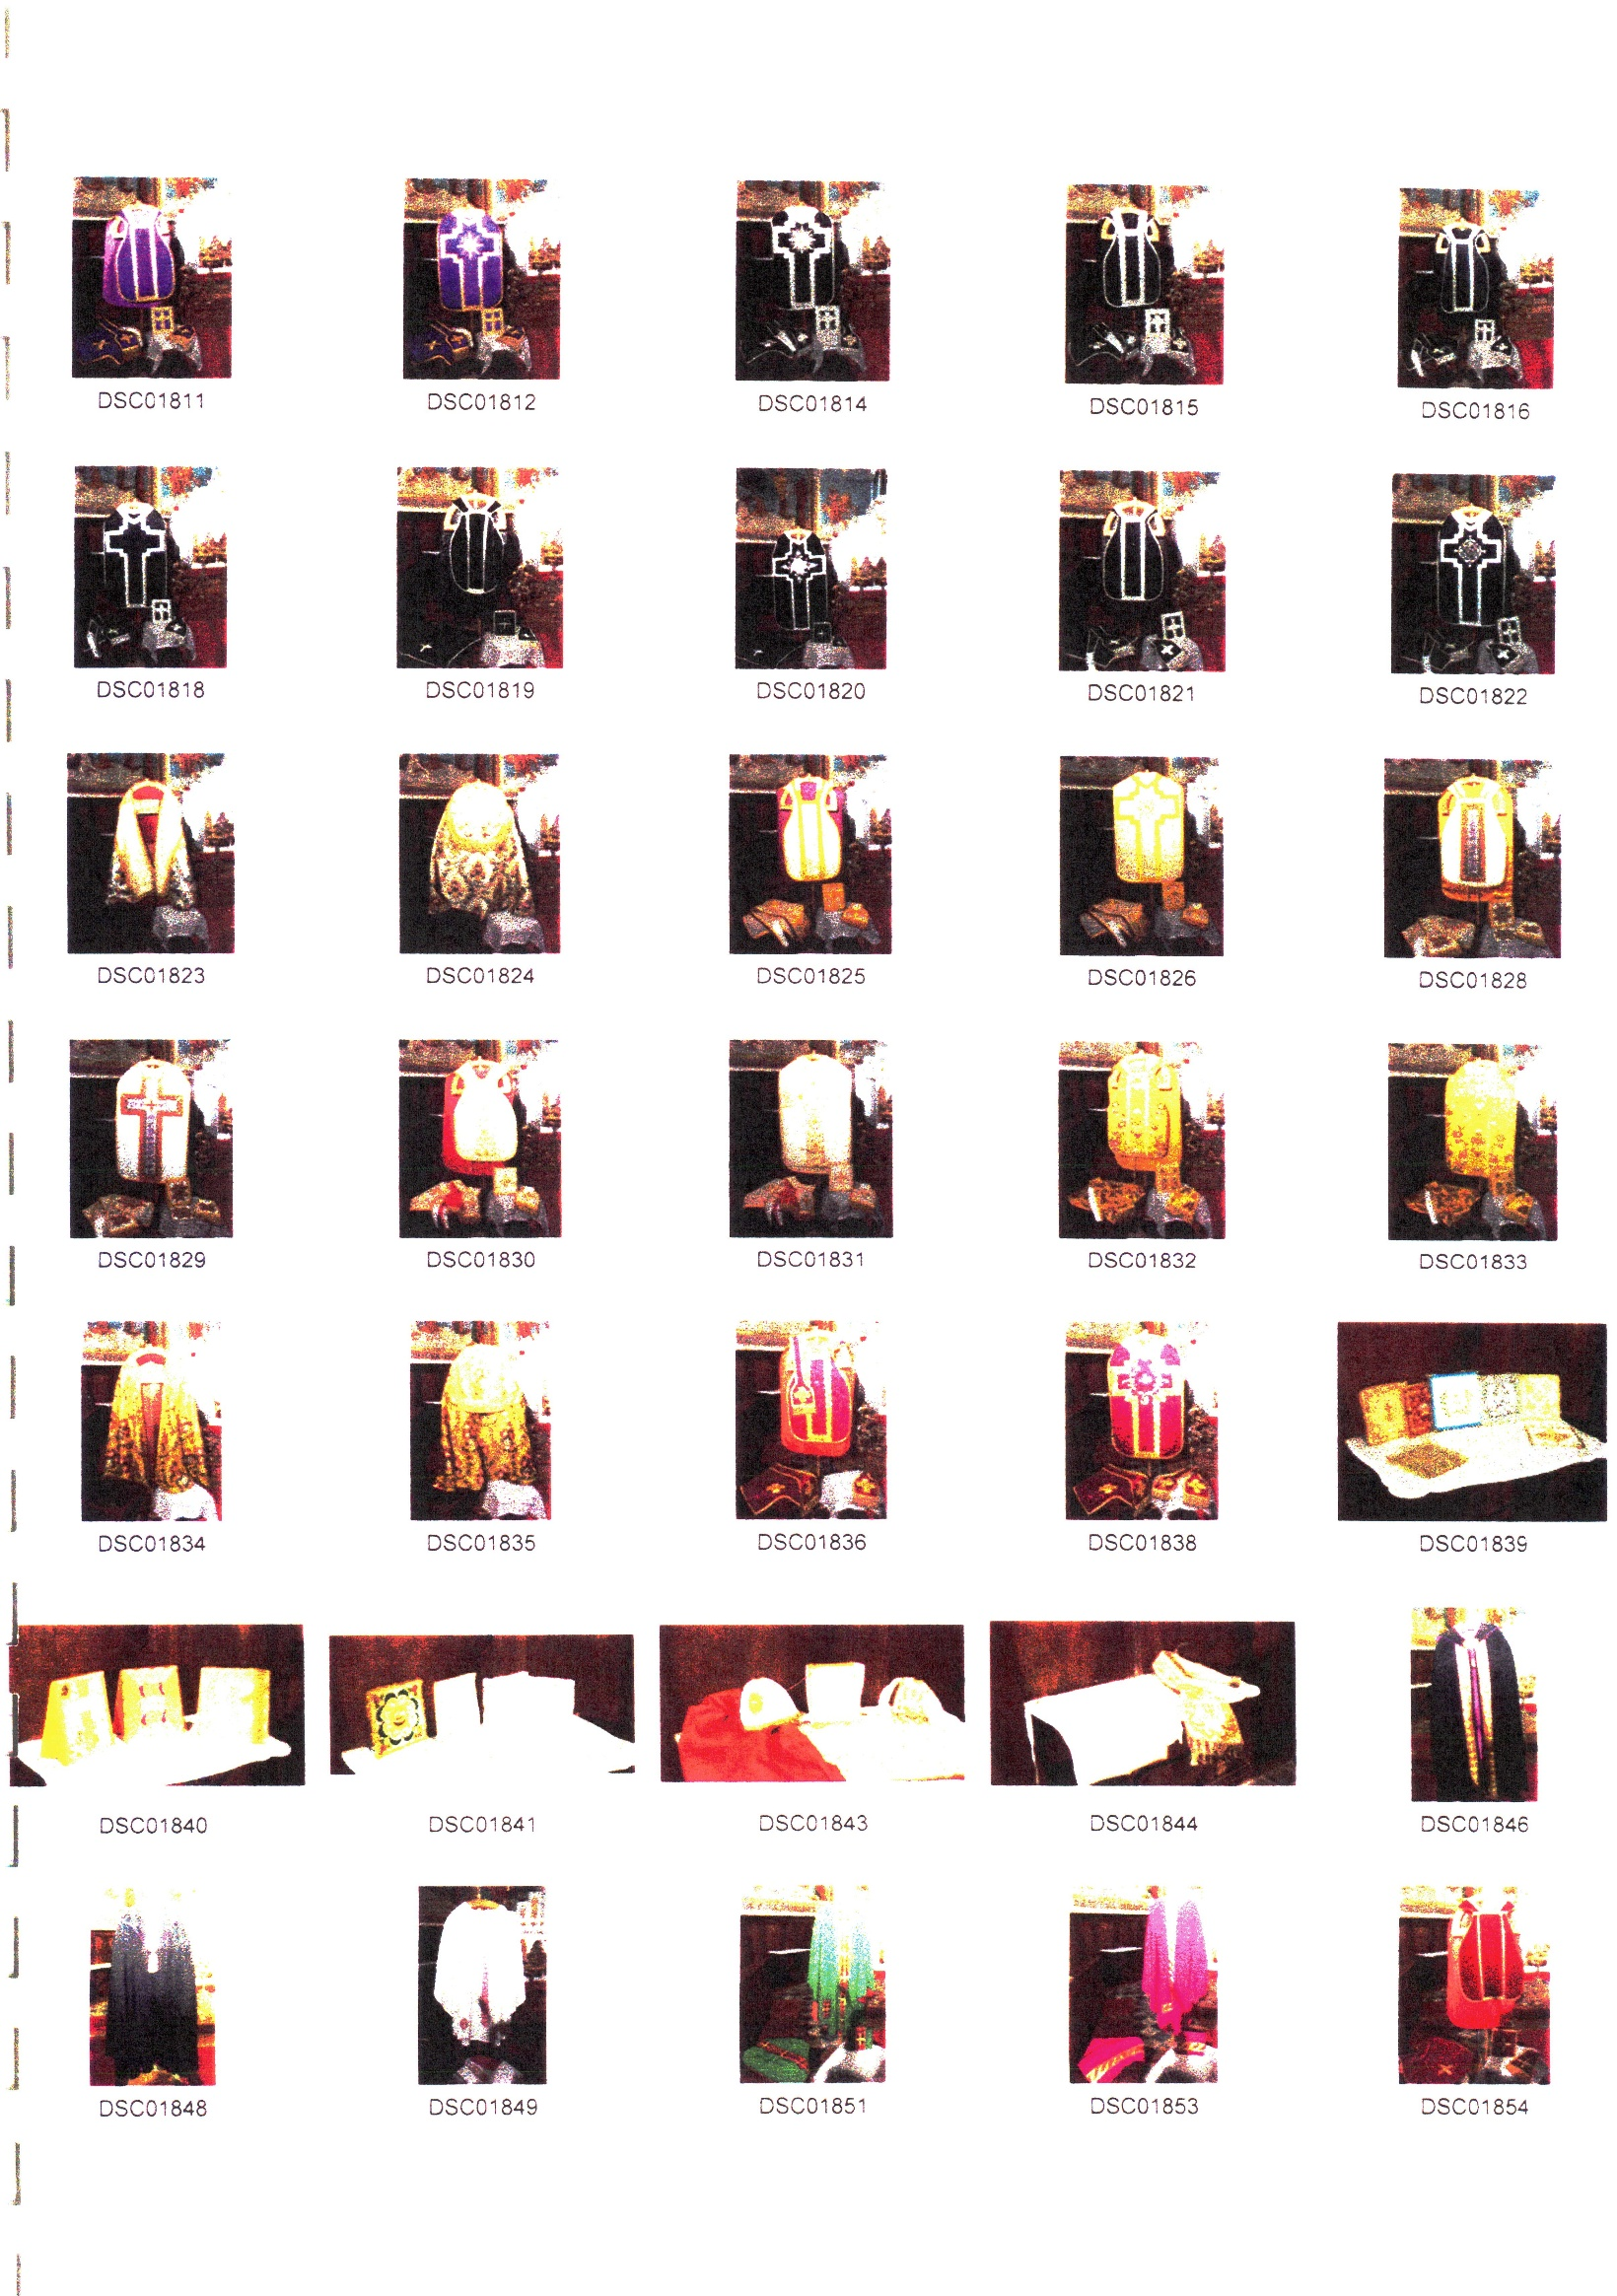 DSC01811 DSC01812 DSC01814 DSC01815 DSC01816
DSC01818 DSC01819 DSC01820 DSC01821 DSC01822
DSC01823 DSC01824 DSC01825 DSC01826 DSC01828
DSC01829 DSC01830 DSC01831 DSC01832 DSC01833
DSC01834 DSC01835 DSC01836 DSC01838 DSC01839
DSC01840 DSC01841 DSC01843 DSC01844 DSC01846
DSC01848 DSC01849 DSC01851 DSC01853 DSC01854